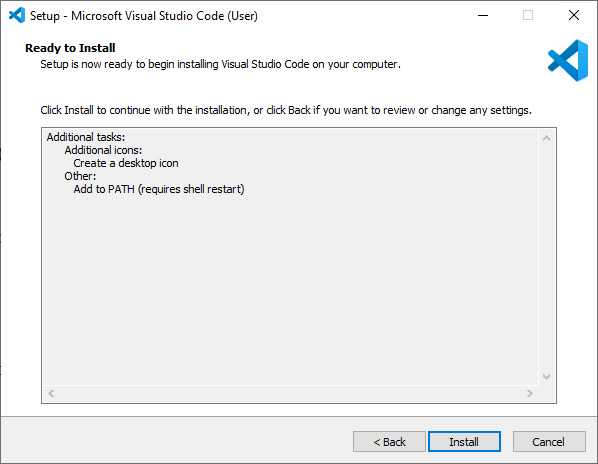 Setup - Microsoft Visual Studio Code (User)
Ready to Install
Setup is now ready to begin installing Visual Studio Code on your computer.
Click Install to continue with the installation, or click Back if you want to review or change any settings.
Additional tasks:
Additional icons:
Create a desktop icon
Other:
Add to PATH (requires shell restart)
< Back
Install
Cancel